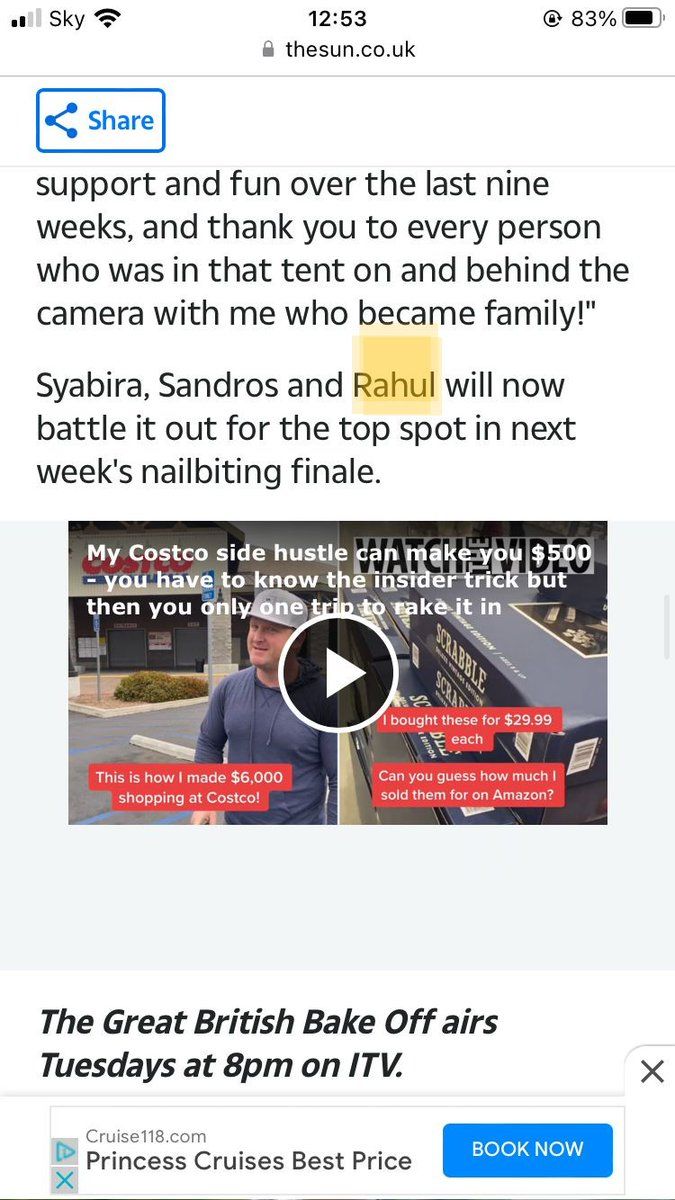 Sky 12:53 83%
thesun.co.uk
Share
support and fun over the last nine
weeks, and thank you to every person
who was in that tent on and behind the
camera with me who became family!"
Syabira, Sandros and Rahul will now
battle it out for the top spot in next
week's nailbiting finale.
My Costco side hustle can make you $500
- you have to know the insider trick but
then you only one trip to rake it in
COSTCO
WATCH THE VIDEO
SCRABBLE
I bought these for $29.99
each
This is how I made $6,000
shopping at Costco!
Can you guess how much I
sold them for on Amazon?
The Great British Bake Off airs
Tuesdays at 8pm on ITV.
Cruise118.com
Princess Cruises Best Price
BOOK NOW